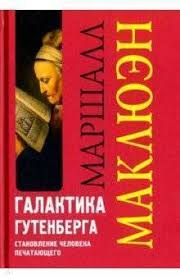 МАРШАЛЛ
МАКЛЮЭН
ГАЛАКТИКА
ГУТЕНБЕРГА
СТАНОВЛЕНИЕ ЧЕЛОВЕКА
ПЕЧАТАЮЩЕГО